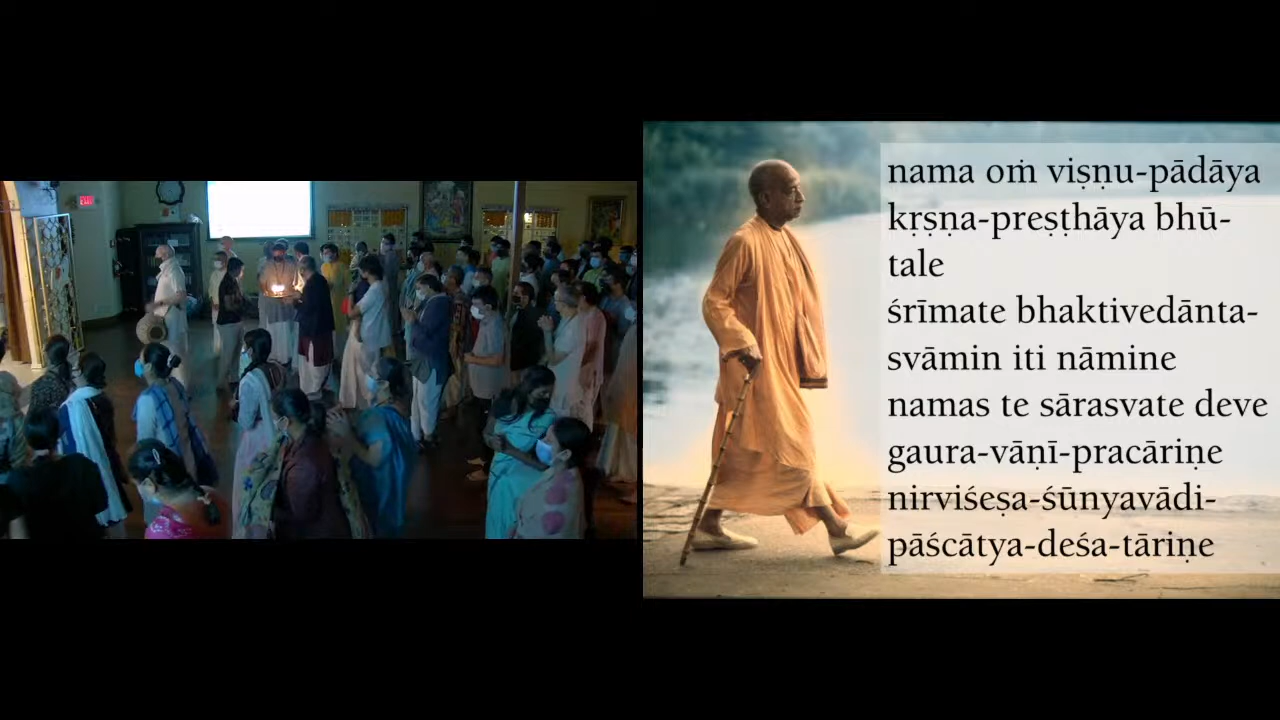 nama oṁ viṣṇu-pādāya
kṛṣṇa-preṣṭhāya bhū-
tale
śrīmate bhaktivedānta-
svāmin iti nāmine
namas te sārasvate deve
gaura-vāṇī-pracāriṇe
nirviśeṣa-śūnyavādi-
pāścātya-deśa-tāriṇe